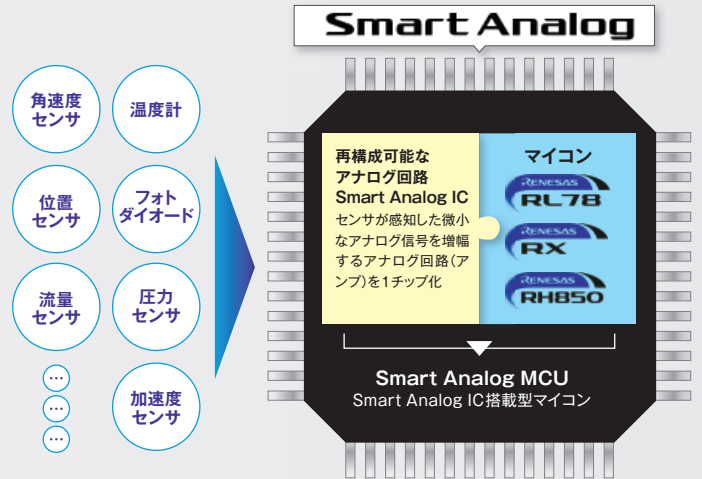 Smart Analog
角速度
センサ
温度計
位置
センサ
フォト
ダイオード
流量
センサ
圧力
センサ
…
…
…
加速度
センサ
再構成可能な
アナログ回路
Smart Analog IC
センサが感知した微小
なアナログ信号を増幅
するアナログ回路(ア
ンプ)を1チップ化
マイコン
RENESAS
RL78
RENESAS
RX
RENESAS
RH850
Smart Analog MCU
Smart Analog IC搭載型マイコン